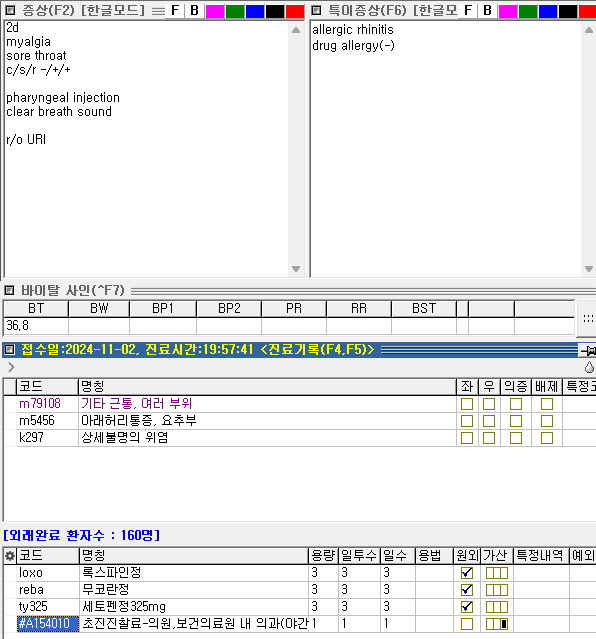 증상(F2) [한글모드] F B
2d
myalgia
sore throat
c/s/r -/+/+
pharyngeal injection
clear breath sound
r/o URI
특이증상(F6) [한글모 F B
allergic rhinitis
drug allergy(-)
바이탈 사인(^F7)
BT BW BP1 BP2 PR RR BST
36.8
접수일:2024-11-02, 진료시간:19:57:41 <진료기록(F4,F5)>
코드 명칭 좌 우 의증 배제 특정코
m79108 기타 근통, 여러 부위
m5456 아래허리통증, 요추부
k297 상세불명의 위염
[외래완료 환자수 : 160명]
코드 명칭 용량 일투수 일수 용법 원외 가산 특정내역 예외
loxo 록스파인정 3 3 3
reba 무코란정 3 3 3
ty325 세토펜정325mg 3 3 3
#A154010 초진진찰료-의원,보건의료원 내 의과(야간 1 1 1